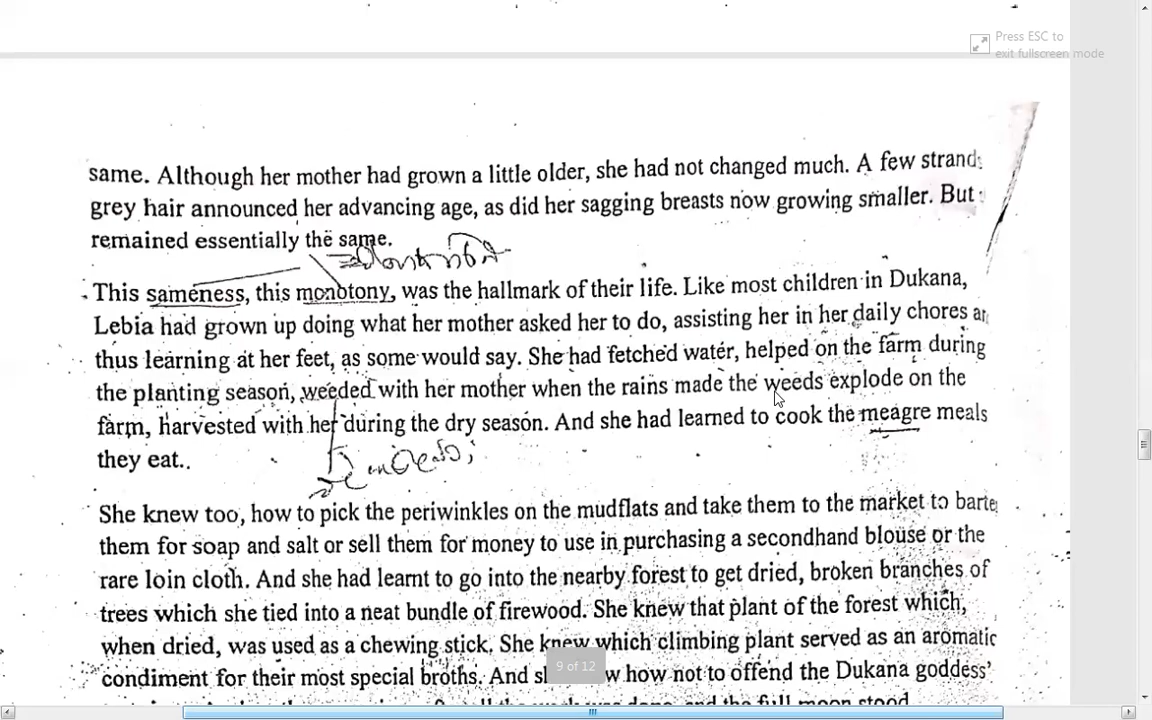 Press ESC to
exit fullscreen mode
same. Although her mother had grown a little older, she had not changed much. A few strand
grey hair announced her advancing age, as did her sagging breasts now growing smaller. But
remained essentially the same.
This sameness, this monotony, was the hallmark of their life. Like most children in Dukana,
Lebia had grown up doing what her mother asked her to do, assisting her in her daily chores an
thus learning at her feet, as some would say. She had fetched water, helped on the farm during
the planting season, weeded with her mother when the rains made the weeds explode on the
farm, harvested with her during the dry season. And she had learned to cook the meagre meals
they eat..
She knew too, how to pick the periwinkles on the mudflats and take them to the market to barte
them for soap and salt or sell them for money to use in purchasing a secondhand blouse or the
rare loin cloth. And she had learnt to go into the nearby forest to get dried, broken branches of
trees which she tied into a neat bundle of firewood. She knew that plant of the forest which,
when dried, was used as a chewing stick. She knew which climbing plant served as an aromatic
9 of 12
condiment for their most special broths. And s w how not to offend the Dukana goddess'
and the full moon stood